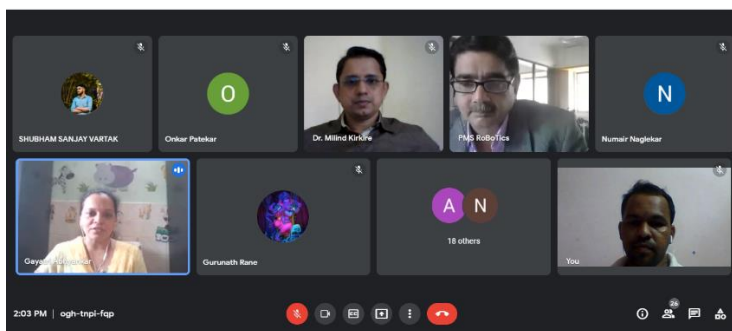 SHUBHAM SANJAY VARTAK
O
Onkar Patekar
Dr. Milind Kirkire
PMS RoBoTics
N
Numair Naglekar
Gurunath Rane
A N
18 others
You
2:03 PM | ogh-tnpi-fqp
26